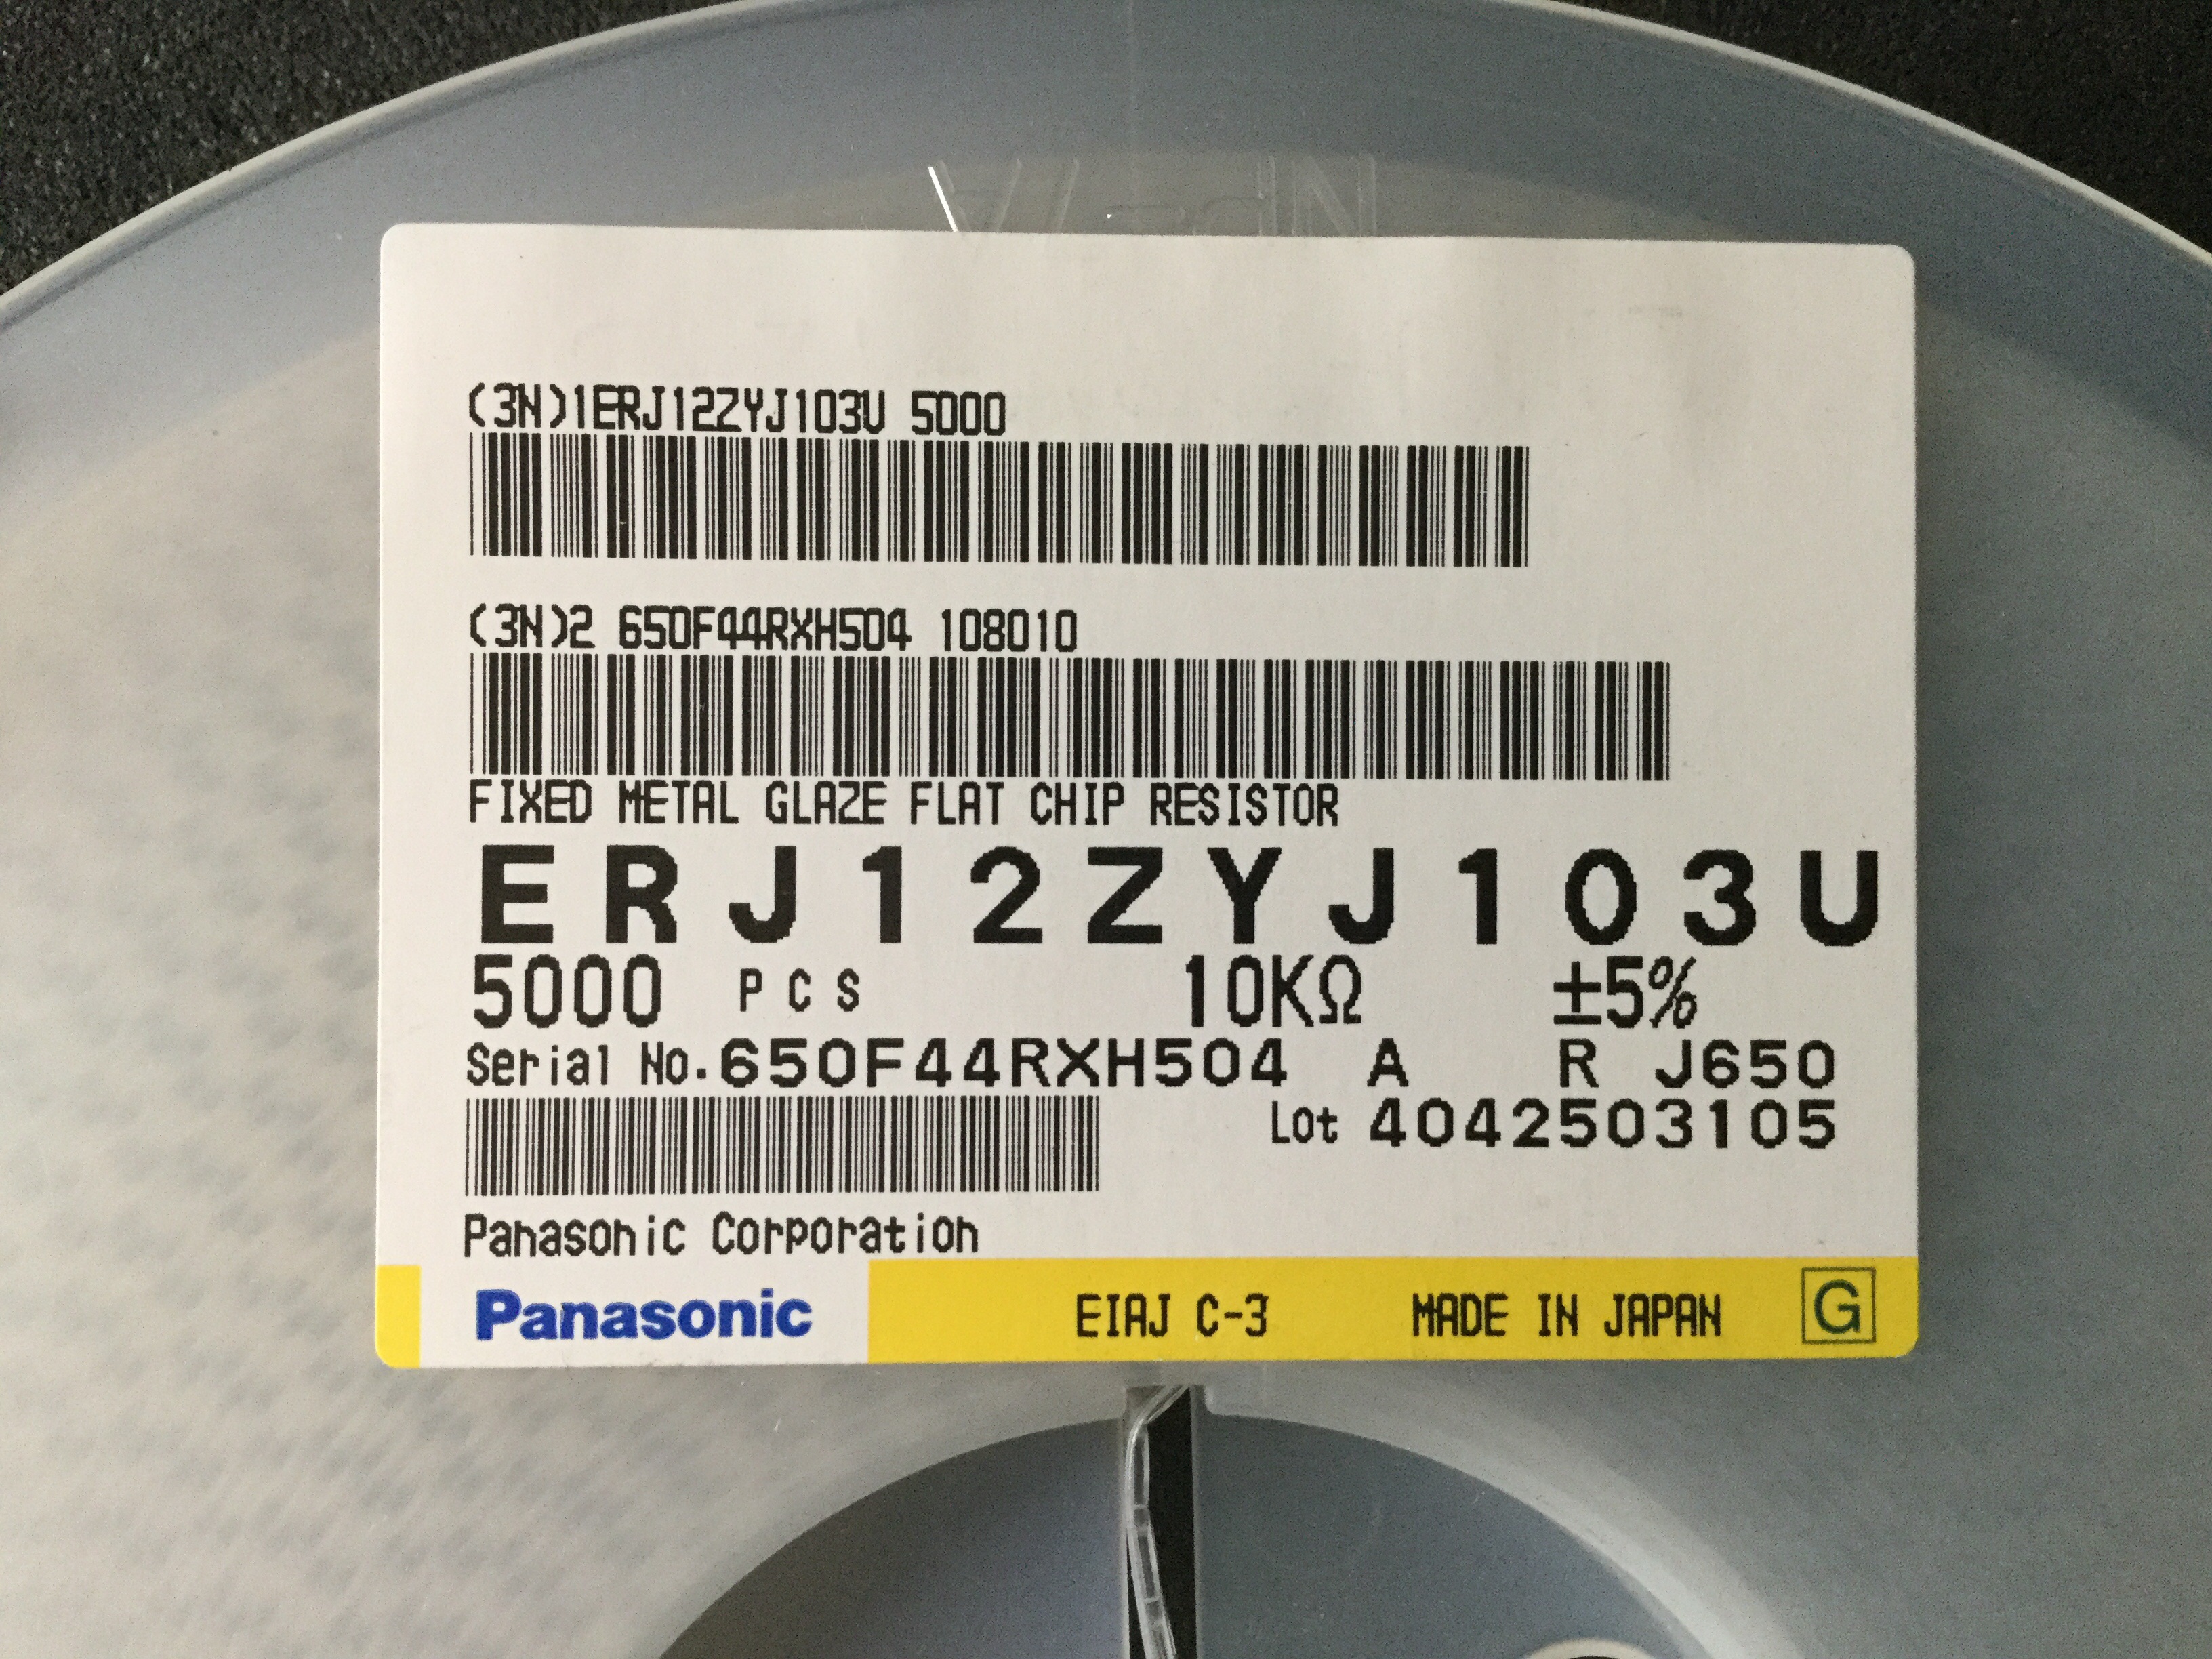 (3N)1ERJ12ZYJ103U 5000
(3N)2 650F44RXH504 108010
FIXED METAL GLAZE FLAT CHIP RESISTOR
ERJ12ZYJ103U
5000 PCS 10KΩ ±5%
Serial No.650F44RXH504 A R J650
Lot 4042503105
Panasonic Corporation
Panasonic EIAJ C-3 MADE IN JAPAN G